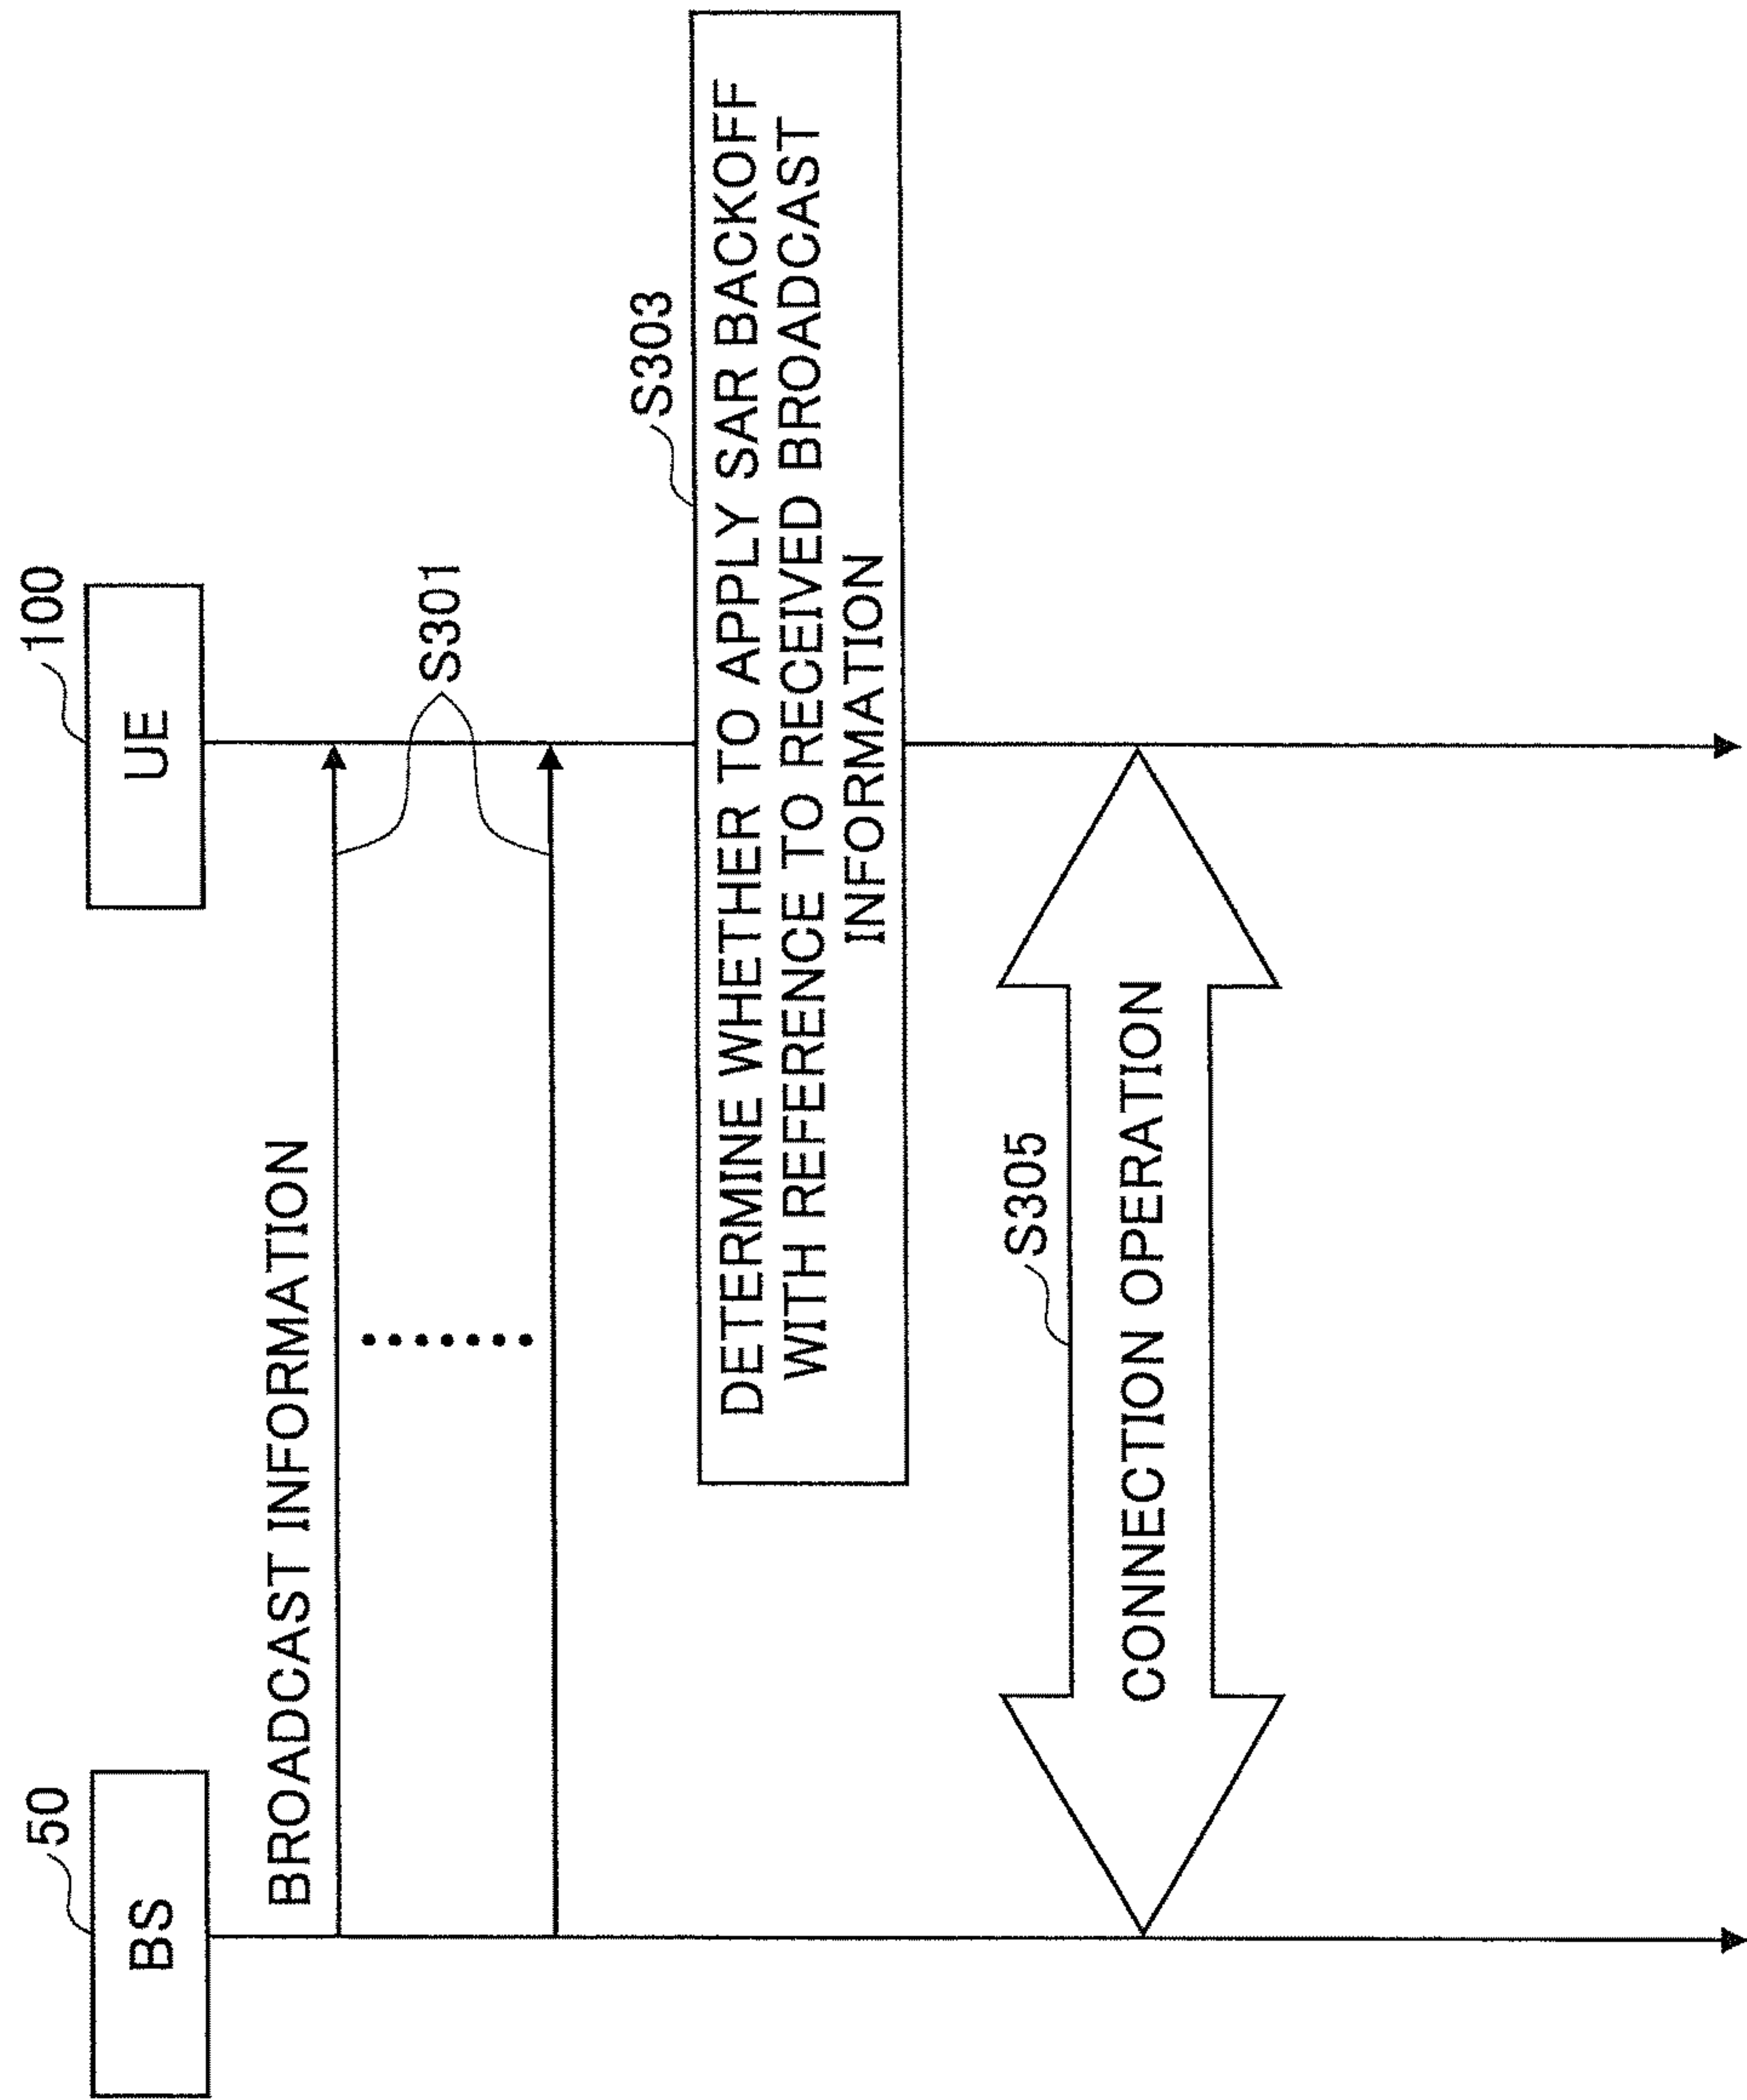 50
BS
100
UE
BROADCAST INFORMATION
S301
S303
DETERMINE WHETHER TO APPLY SAR BACKOFF
WITH REFERENCE TO RECEIVED BROADCAST
INFORMATION
S305
CONNECTION OPERATION